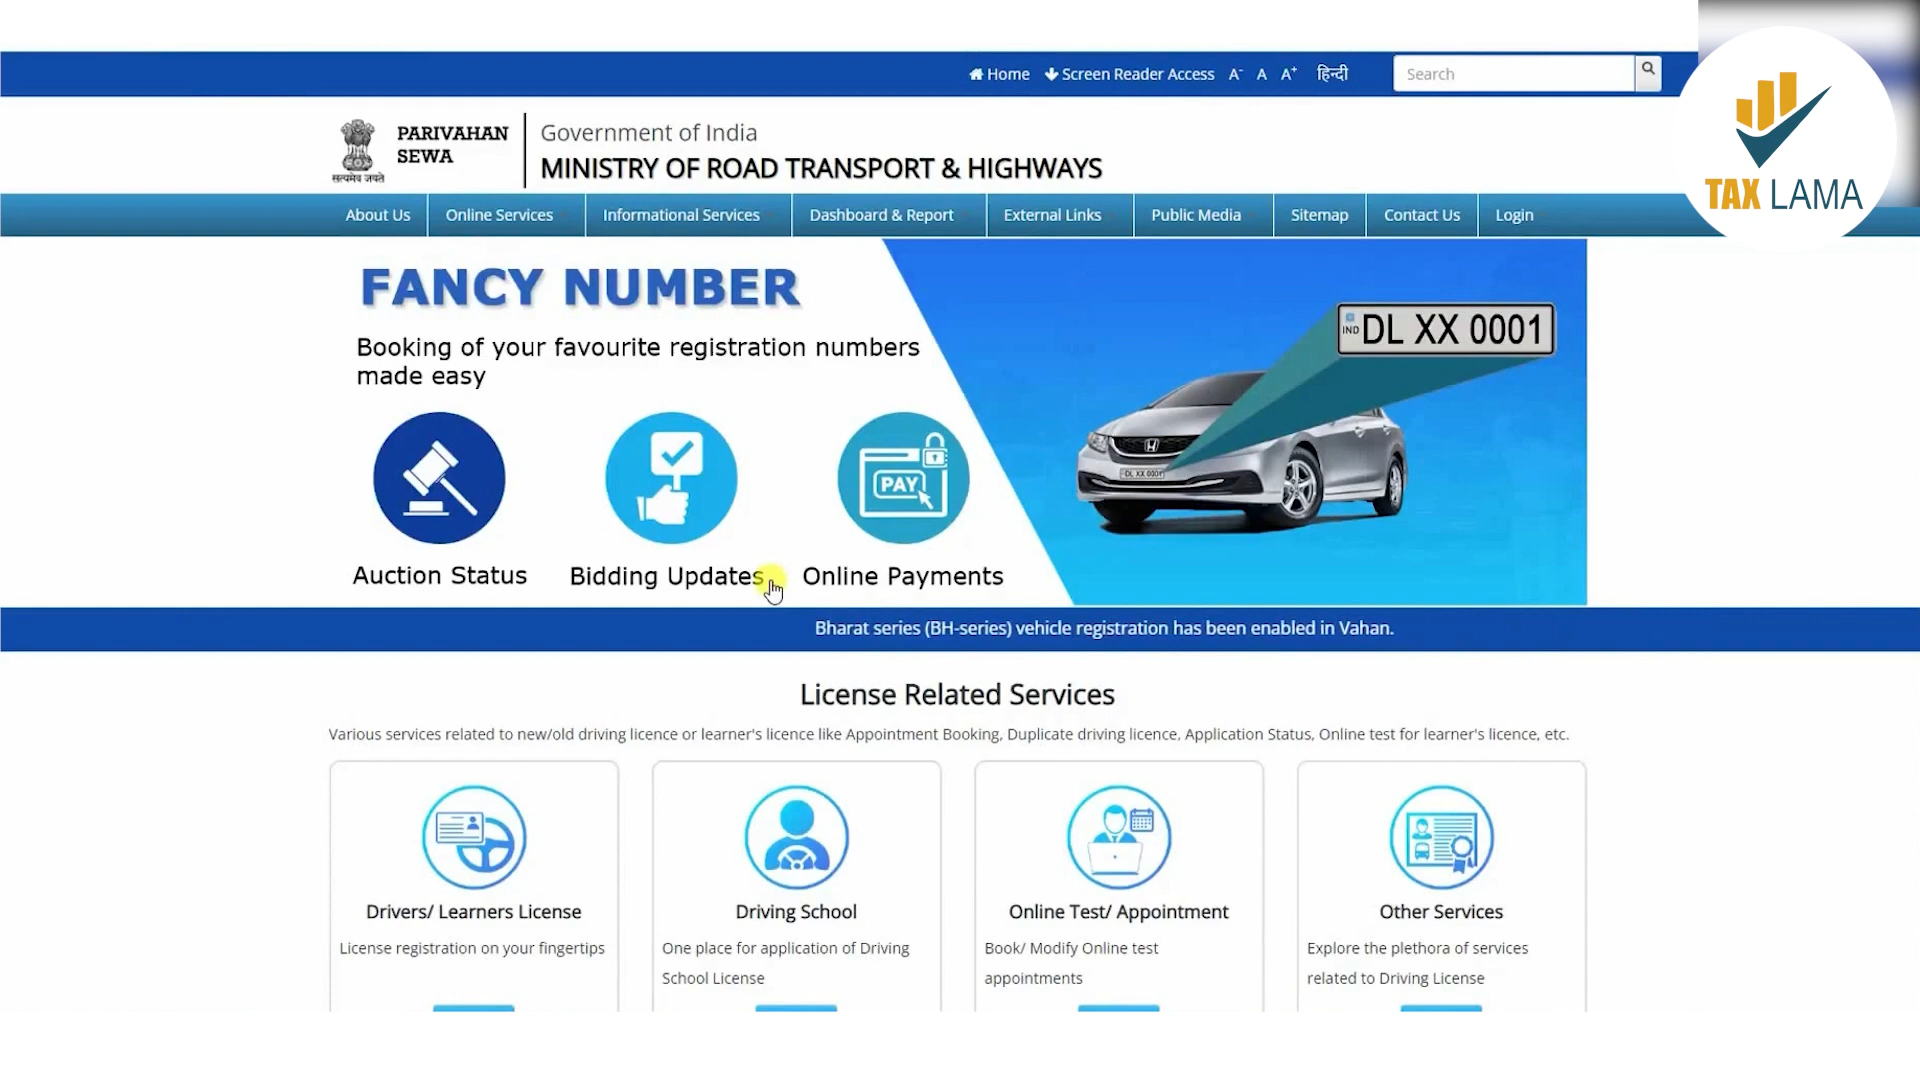 Home Screen Reader Access A- A A+ हिन्दी Search
PARIVAHAN
SEWA
सत्यमेव जयते
Government of India
MINISTRY OF ROAD TRANSPORT & HIGHWAYS
TAX LAMA
About Us Online Services Informational Services Dashboard & Report External Links Public Media Sitemap Contact Us Login
FANCY NUMBER
Booking of your favourite registration numbers
made easy
IND DL XX 0001
DL XX 0001
PAY
Auction Status Bidding Updates Online Payments
Bharat series (BH-series) vehicle registration has been enabled in Vahan.
License Related Services
Various services related to new/old driving licence or learner's licence like Appointment Booking, Duplicate driving licence, Application Status, Online test for learner's licence, etc.
Drivers/ Learners License
License registration on your fingertips
Driving School
One place for application of Driving
School License
Online Test/ Appointment
Book/ Modify Online test
appointments
Other Services
Explore the plethora of services
related to Driving License